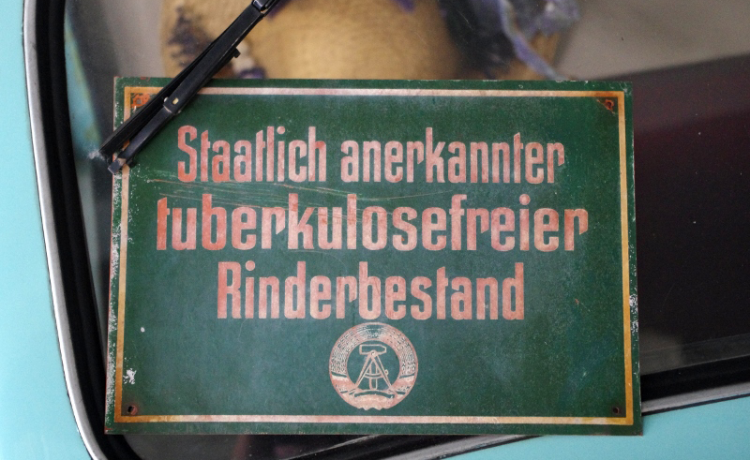 Staatlich anerkannter
tuberkulosefreier
Rinderbestand